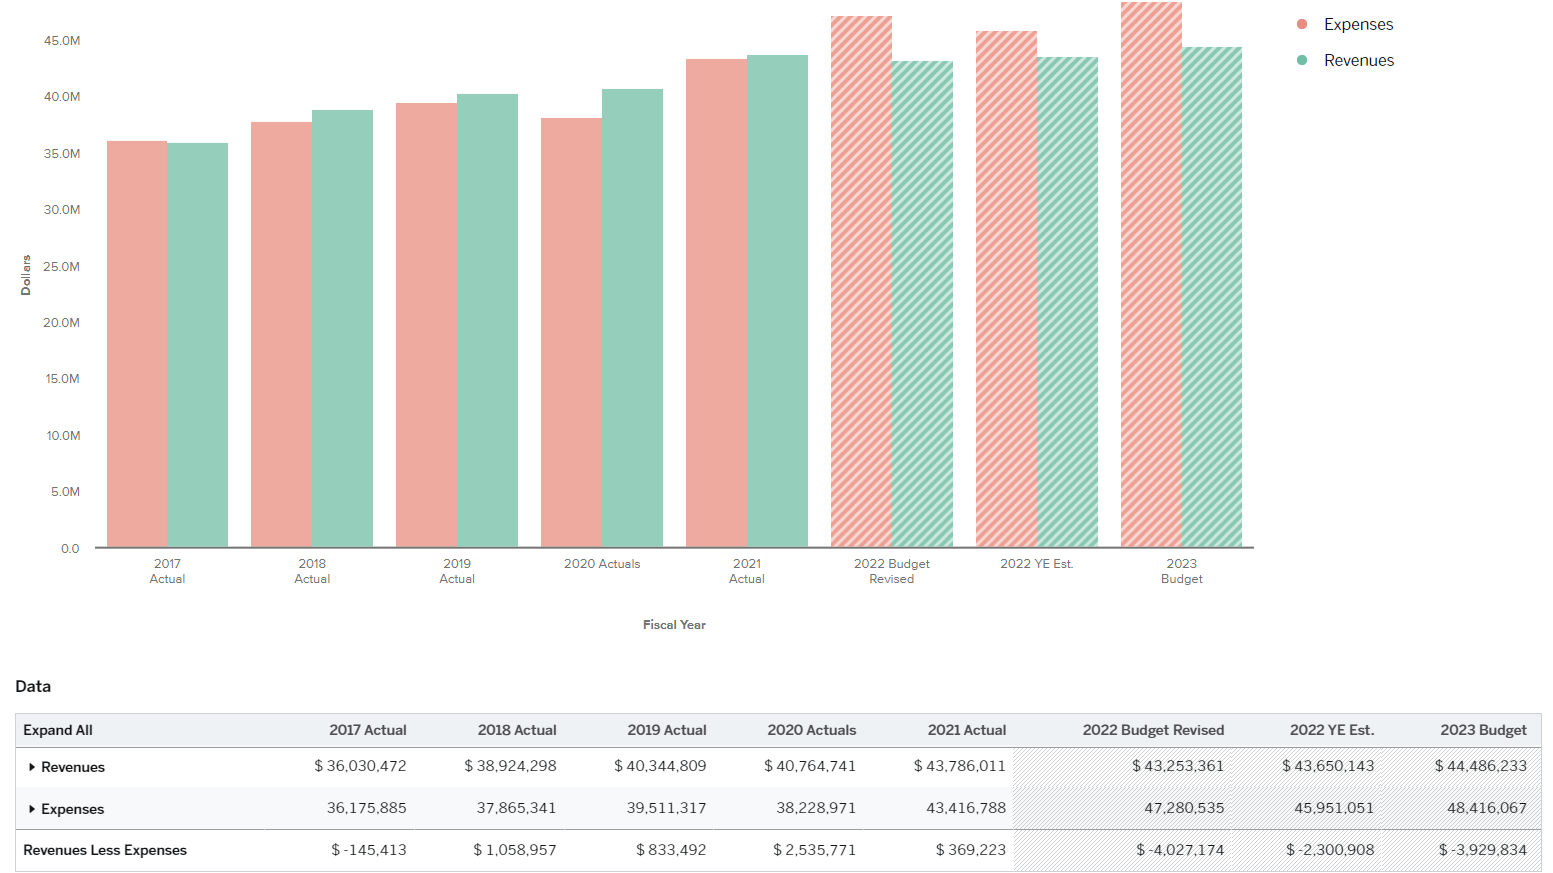 Expenses
Revenues
45.0M
40.0M
35.0M
30.0M
25.0M
20.0M
15.0M
10.0M
5.0M
0.0
Dollars
2017 Actual
2018 Actual
2019 Actual
2020 Actuals
2021 Actual
2022 Budget Revised
2022 YE Est.
2023 Budget
Fiscal Year
Data
Expand All 2017 Actual 2018 Actual 2019 Actual 2020 Actuals 2021 Actual 2022 Budget Revised 2022 YE Est. 2023 Budget
Revenues $ 36,030,472 $ 38,924,298 $ 40,344,809 $ 40,764,741 $ 43,786,011 $ 43,253,361 $ 43,650,143 $ 44,486,233
Expenses 36,175,885 37,865,341 39,511,317 38,228,971 43,416,788 47,280,535 45,951,051 48,416,067
Revenues Less Expenses $ -145,413 $ 1,058,957 $ 833,492 $ 2,535,771 $ 369,223 $ -4,027,174 $ -2,300,908 $ -3,929,834